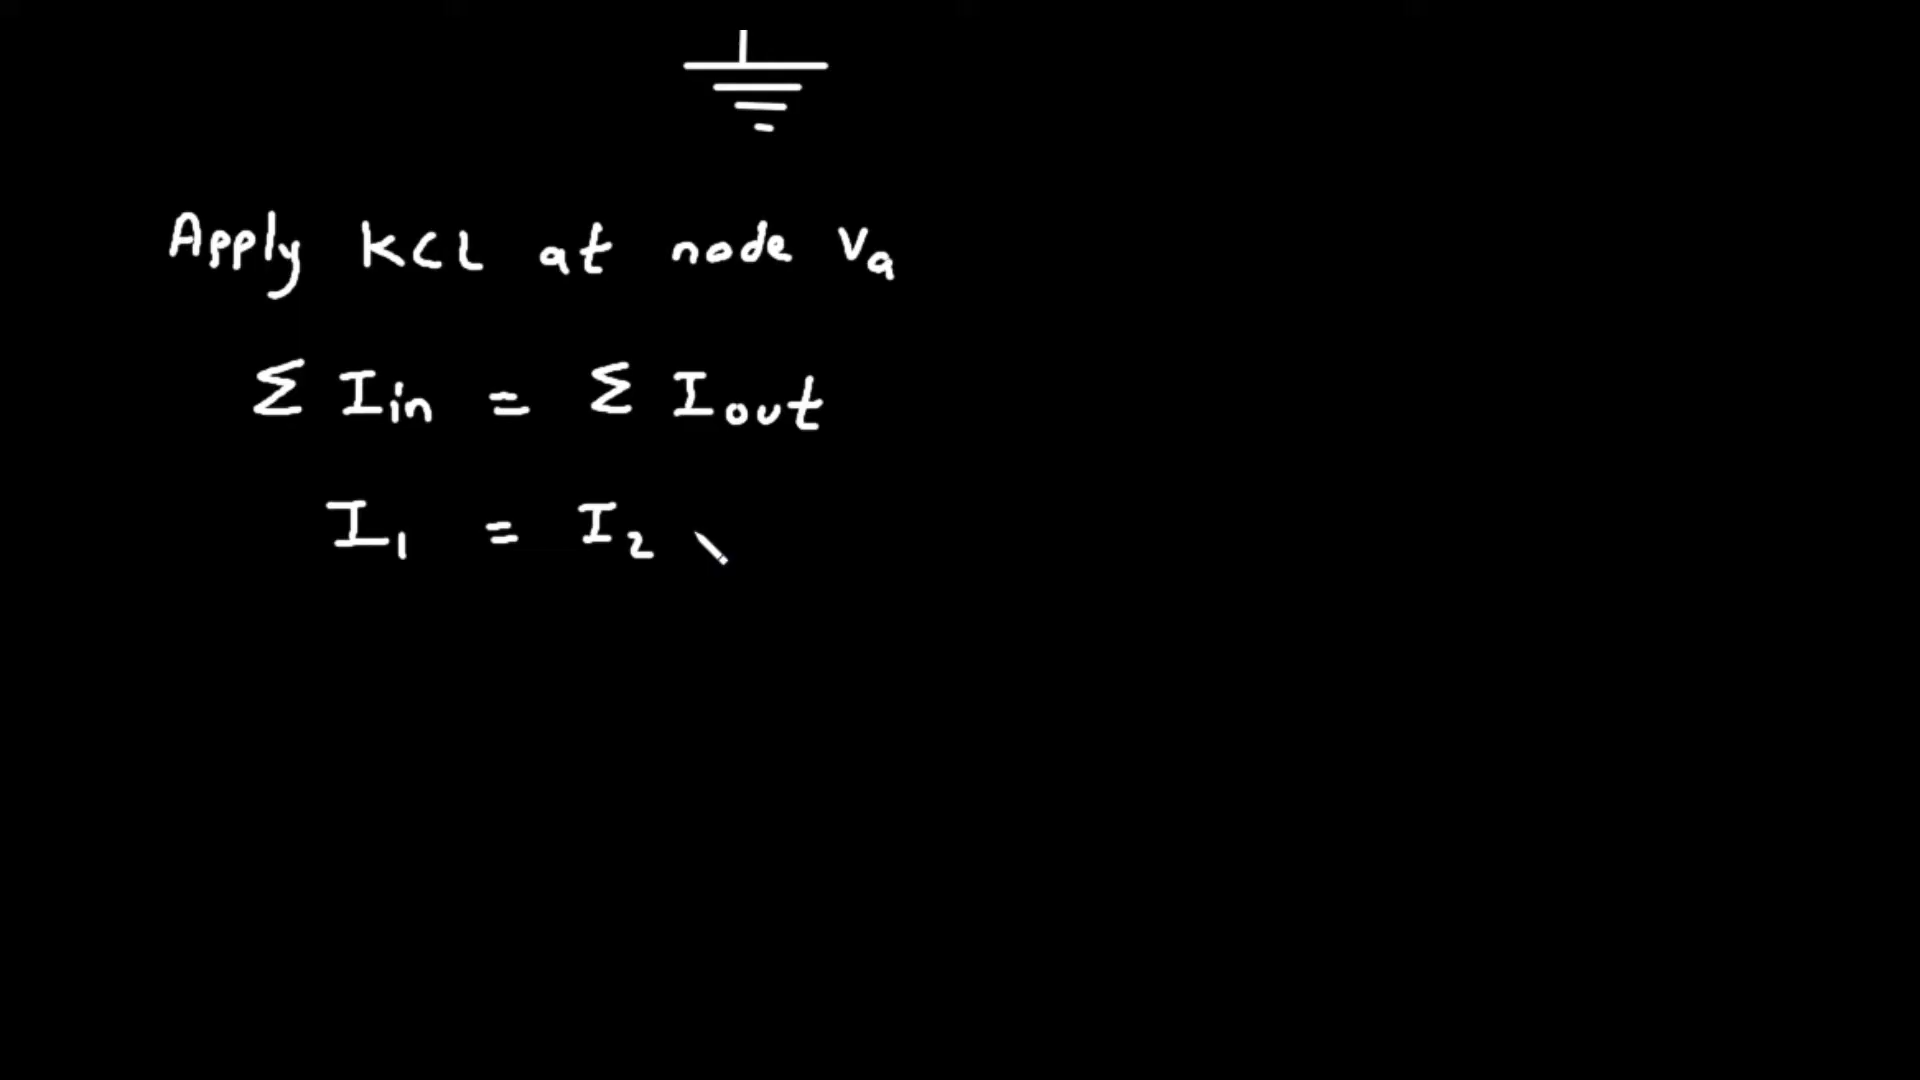 Apply KCL at node Va
Σ Iin = Σ Iout
I1 = I2